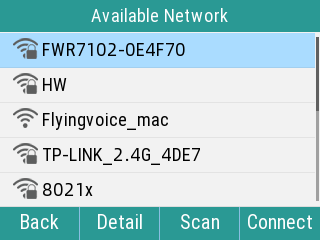 Available Network
FWR7102-0E4F70
HW
Flyingvoice_mac
TP-LINK_2.4G_4DE7
8021x
Back Detail Scan Connect